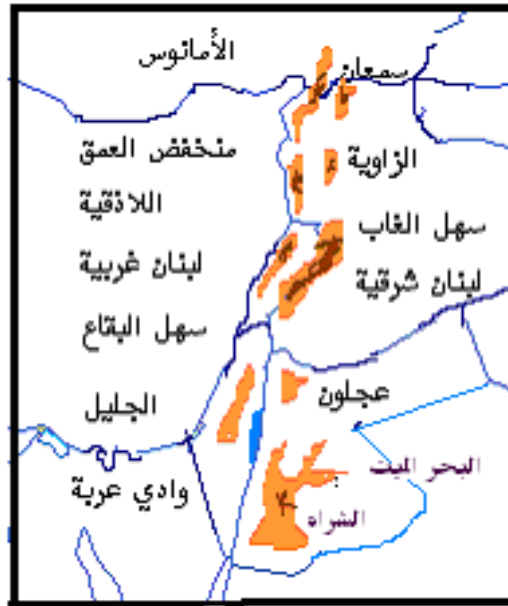 الأمانوس
سمعان
منخفض العمق
الزاوية
اللاذقية
سهل الغاب
لبنان غربية
لبنان شرقية
سهل البقاع
عجلون
الجليل
البحر الميت
وادي عربة
الشراه